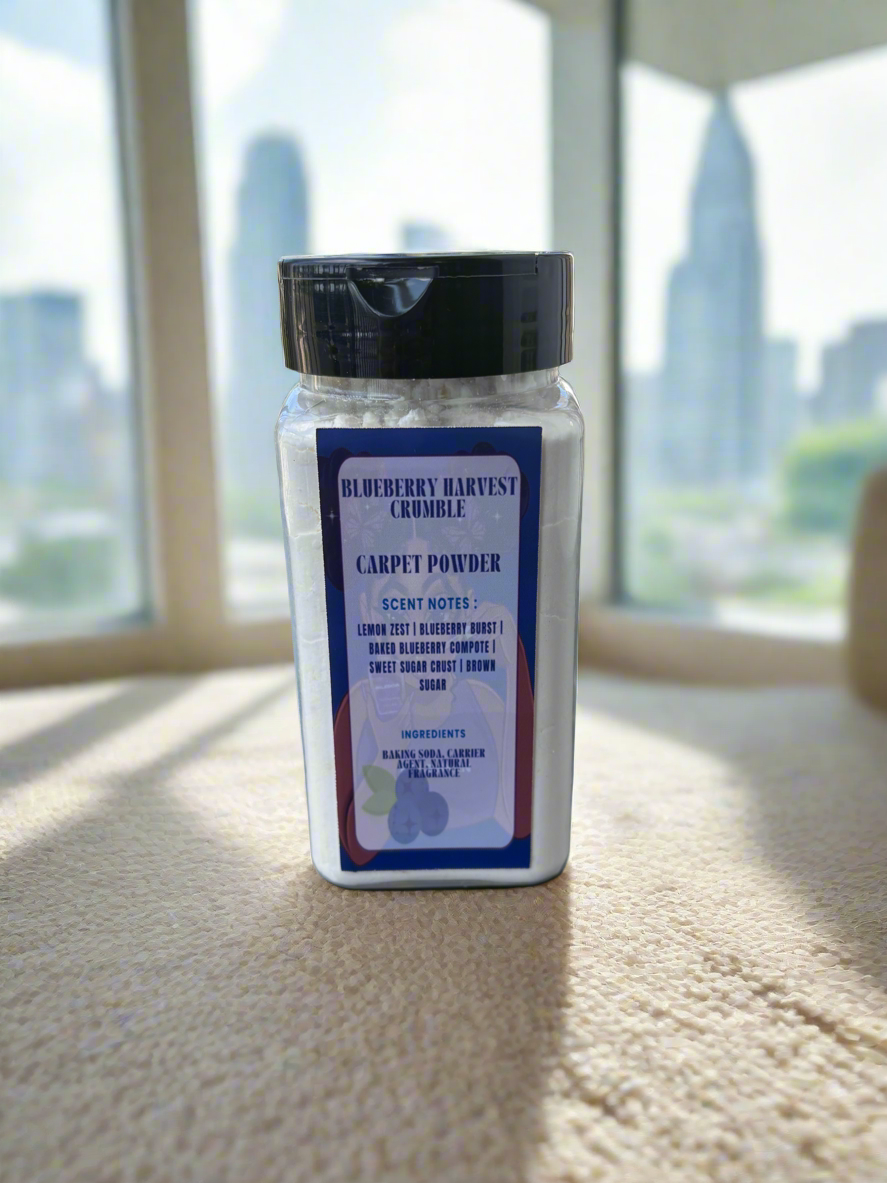 BLUEBERRY HARVEST
CRUMBLE
CARPET POWDER
SCENT NOTES :
LEMON ZEST | BLUEBERRY BURST |
BAKED BLUEBERRY COMPOTE |
SWEET SUGAR CRUST | BROWN
SUGAR
INGREDIENTS
BAKING SODA, CARRIER
AGENT, NATURAL
FRAGRANCE